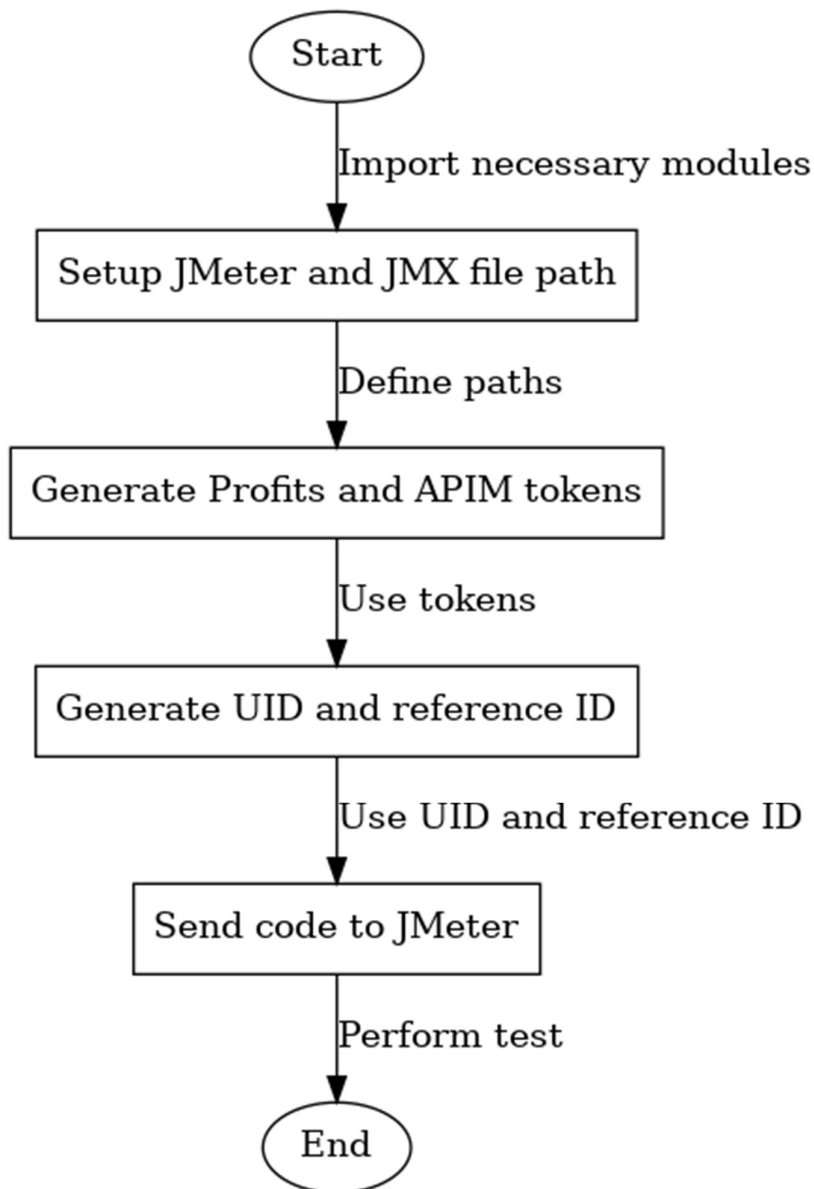 Start
Import necessary modules
Setup JMeter and JMX file path
Define paths
Generate Profits and APIM tokens
Use tokens
Generate UID and reference ID
Use UID and reference ID
Send code to JMeter
Perform test
End